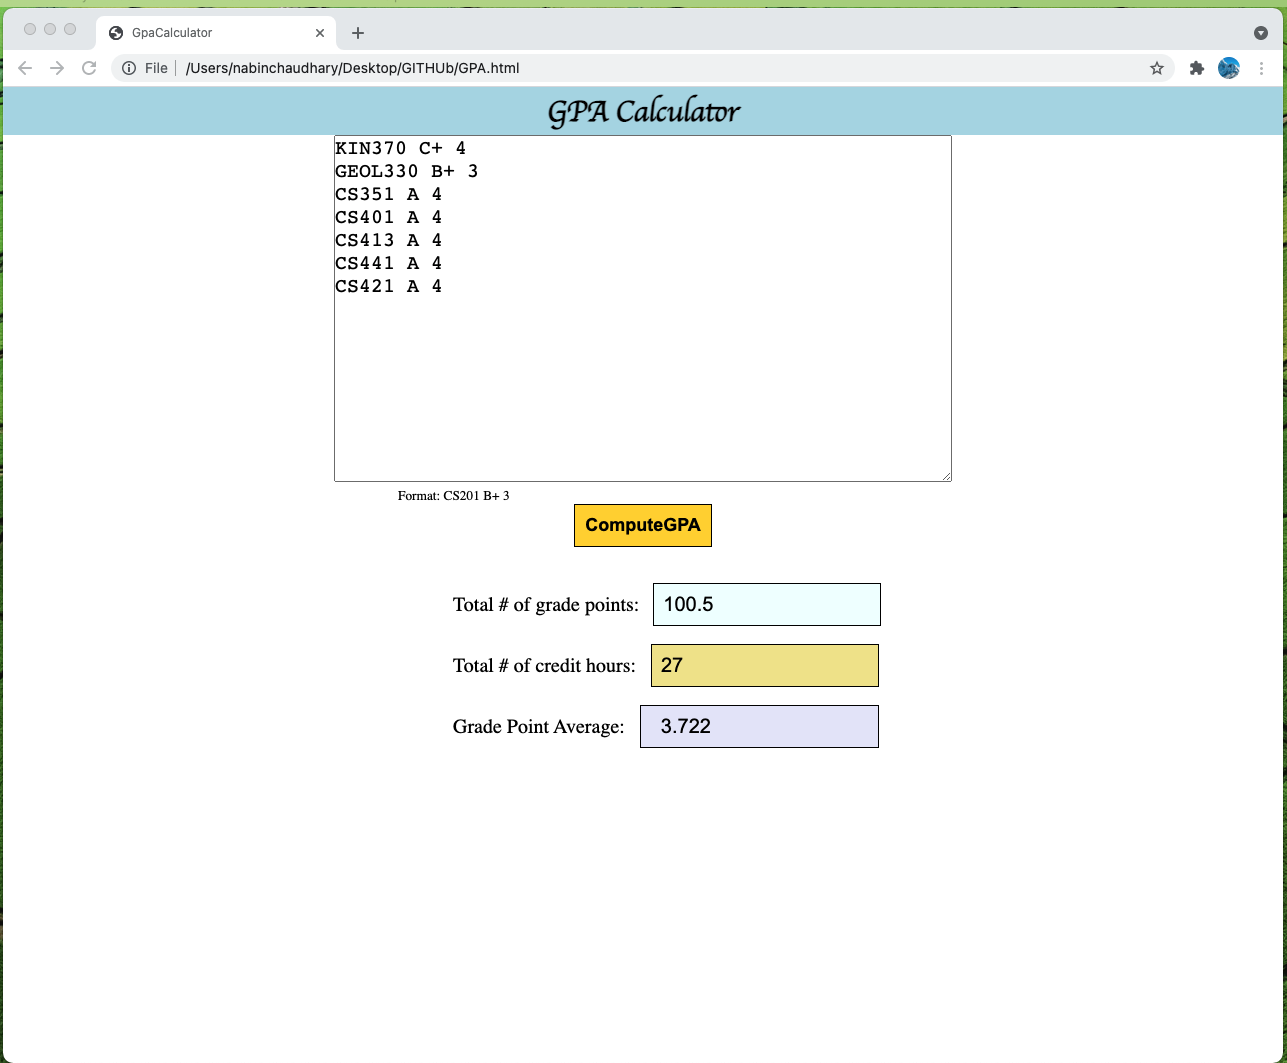 GpaCalculator
File /Users/nabinchaudhary/Desktop/GITHUb/GPA.html
GPA Calculator
KIN370 C+ 4
GEOL330 B+ 3
CS351 A 4
CS401 A 4
CS413 A 4
CS441 A 4
CS421 A 4
Format: CS201 B+ 3
ComputeGPA
Total # of grade points: 100.5
Total # of credit hours: 27
Grade Point Average: 3.722